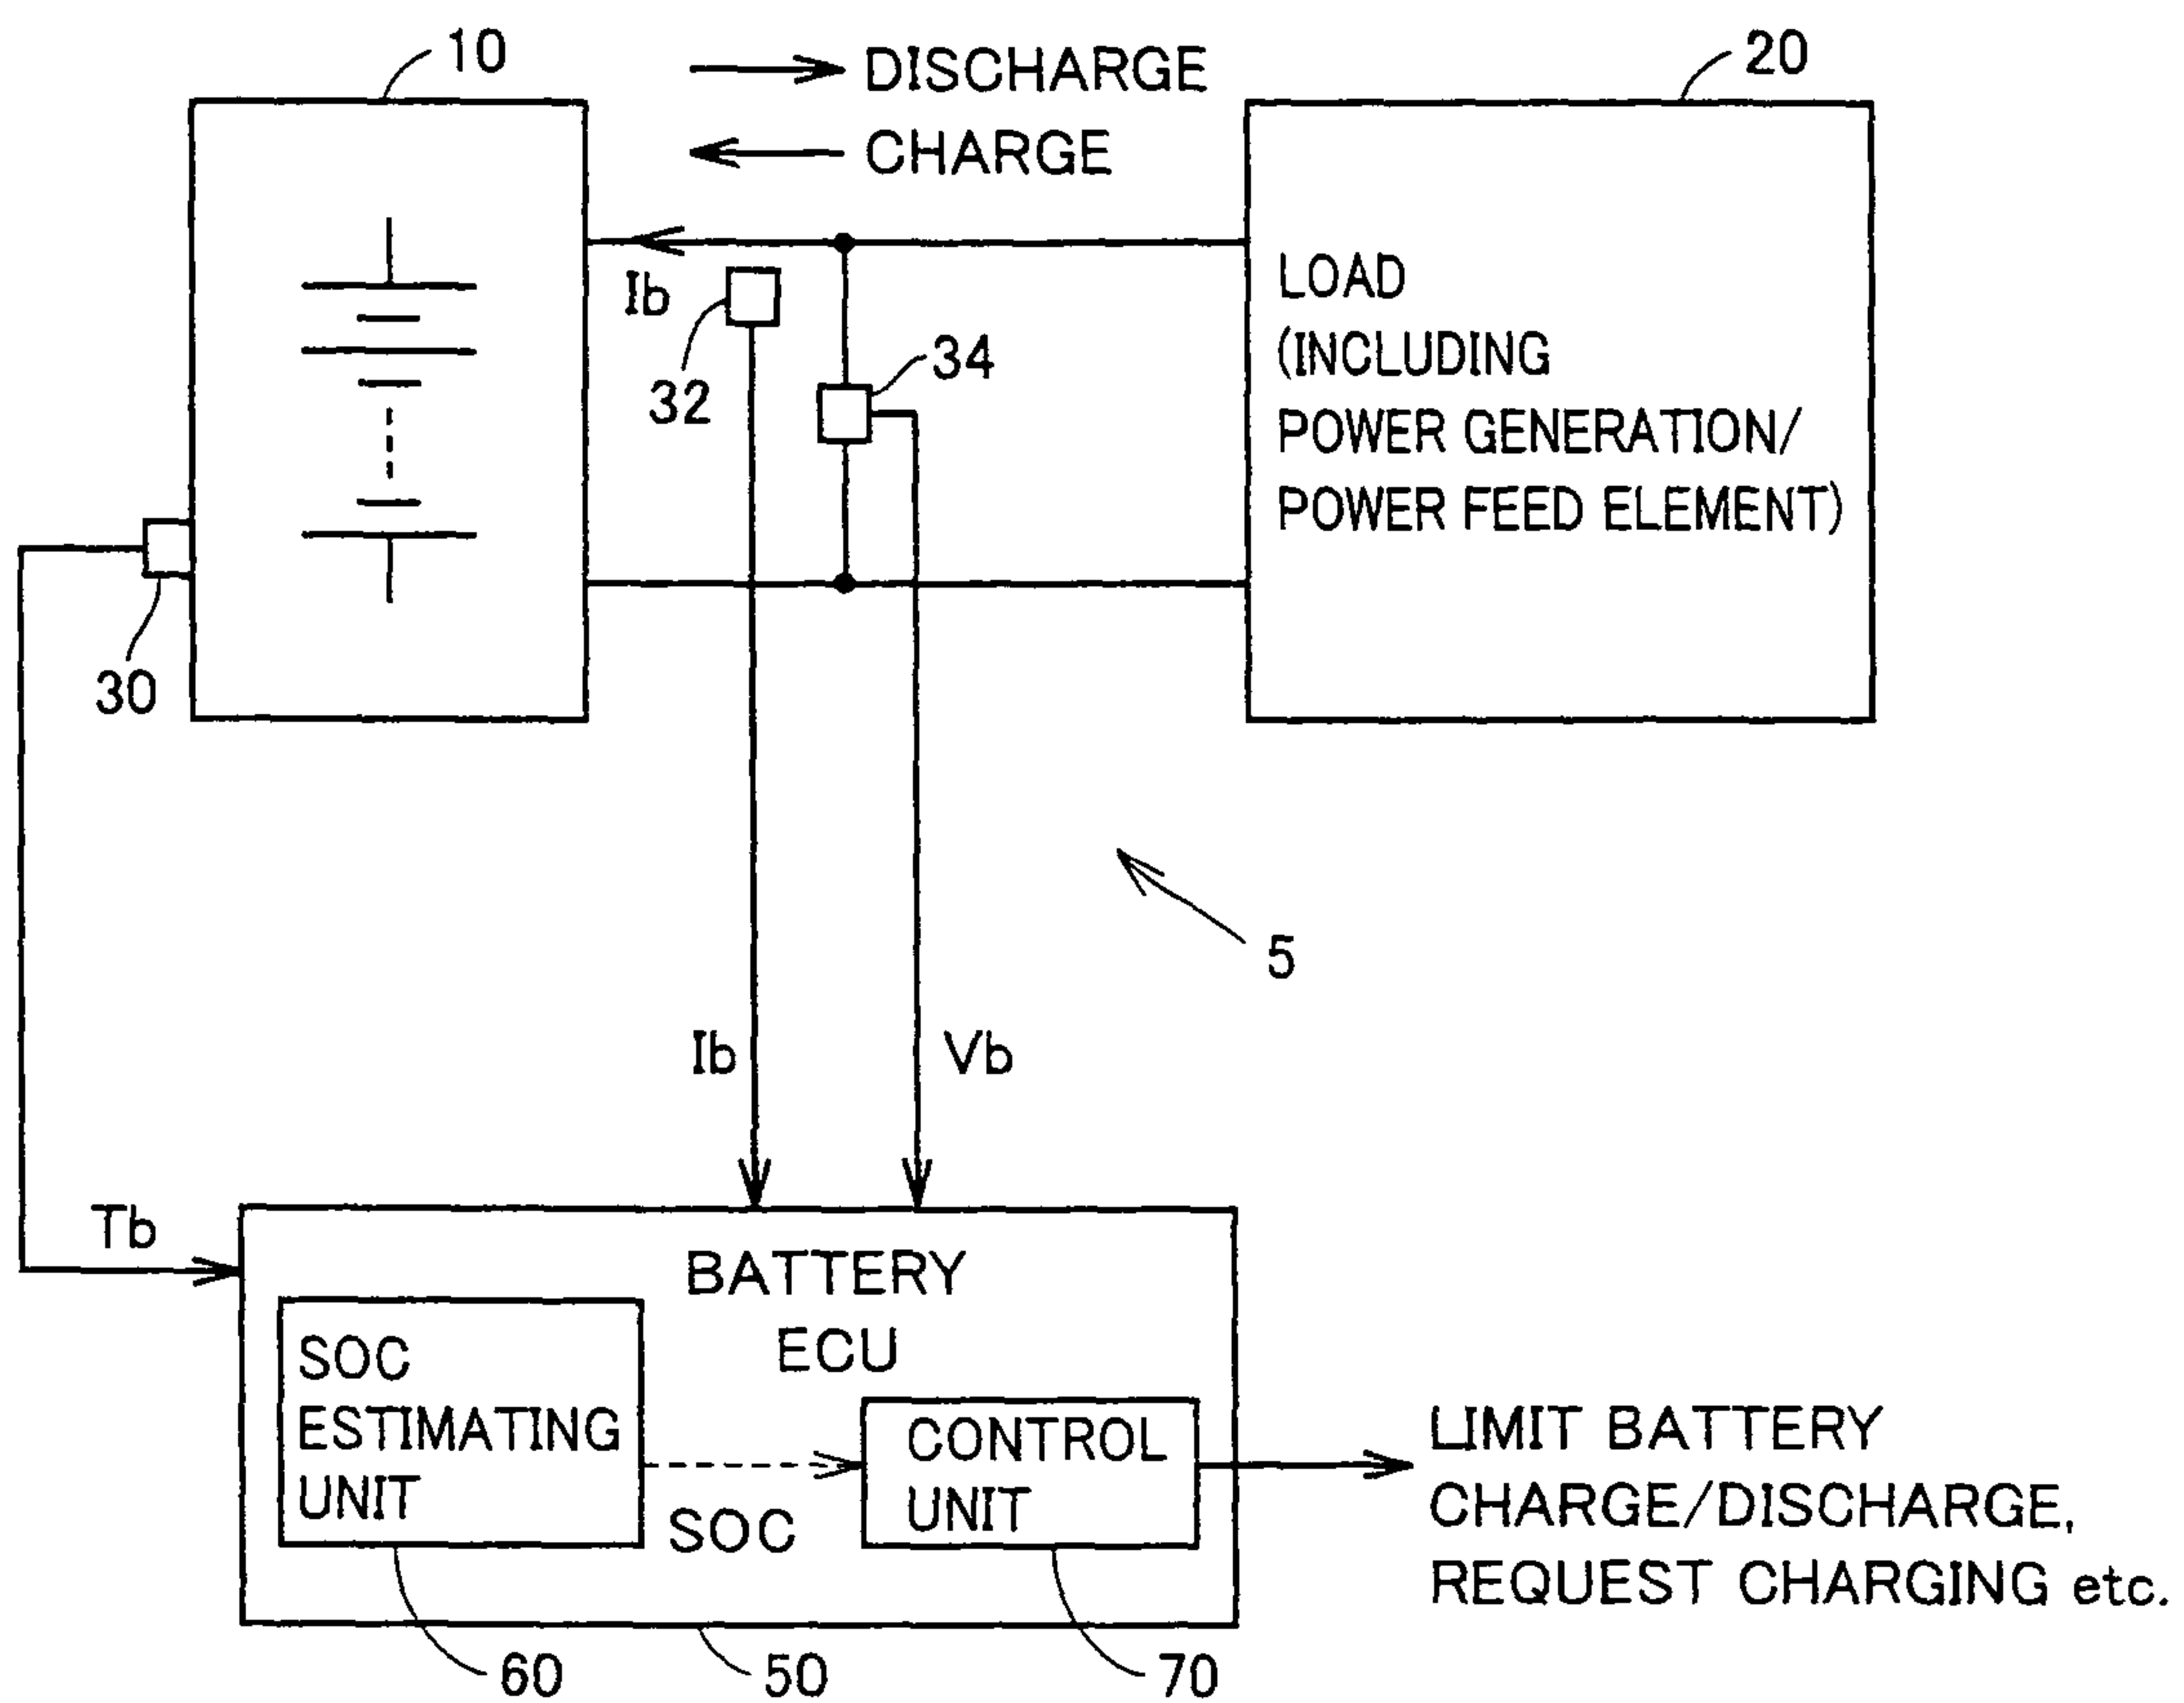 10
DISCHARGE
20
CHARGE
Ib
32
34
LOAD
(INCLUDING
POWER GENERATION/
POWER FEED ELEMENT)
30
5
Ib
Vb
Tb
BATTERY
ECU
SOC
ESTIMATING
UNIT
SOC
CONTROL
UNIT
LIMIT BATTERY
CHARGE/DISCHARGE,
REQUEST CHARGING etc.
60
50
70